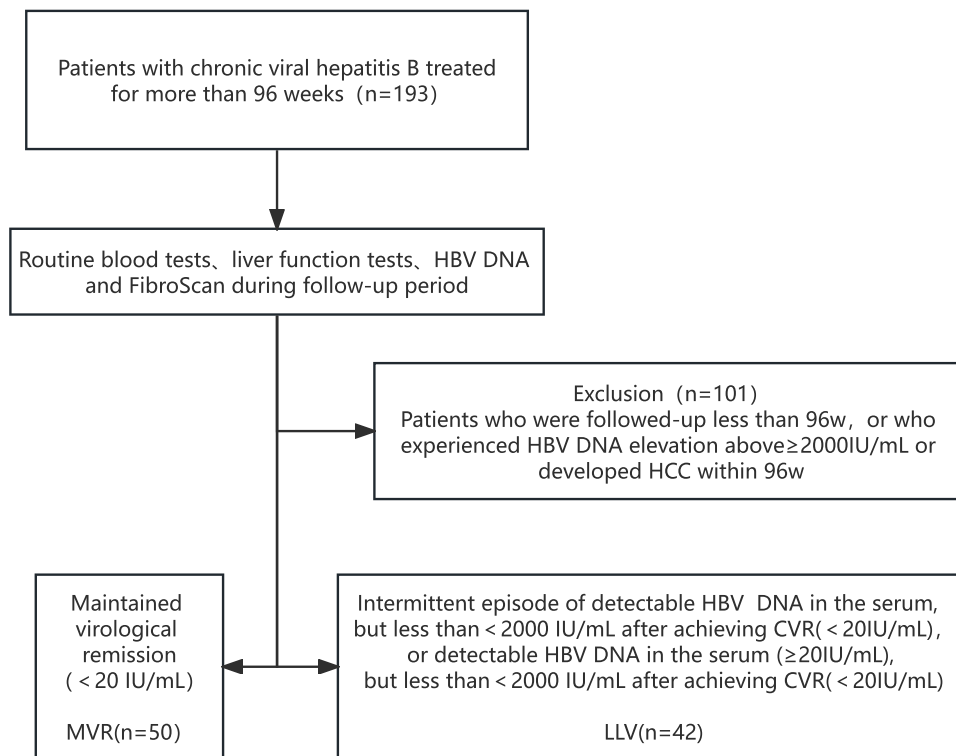 Patients with chronic viral hepatitis B treated
for more than 96 weeks（n=193）
Routine blood tests、liver function tests、HBV DNA
and FibroScan during follow-up period
Exclusion（n=101）
Patients who were followed-up less than 96w，or who
experienced HBV DNA elevation above≥2000IU/mL or
developed HCC within 96w
Maintained
virological
remission
(＜20 IU/mL)
MVR(n=50)
Intermittent episode of detectable HBV  DNA in the serum,
but less than＜2000 IU/mL after achieving CVR(＜20IU/mL),
or detectable HBV DNA in the serum (≥20IU/mL),
but less than＜2000 IU/mL after achieving CVR(＜20IU/mL)
LLV(n=42)